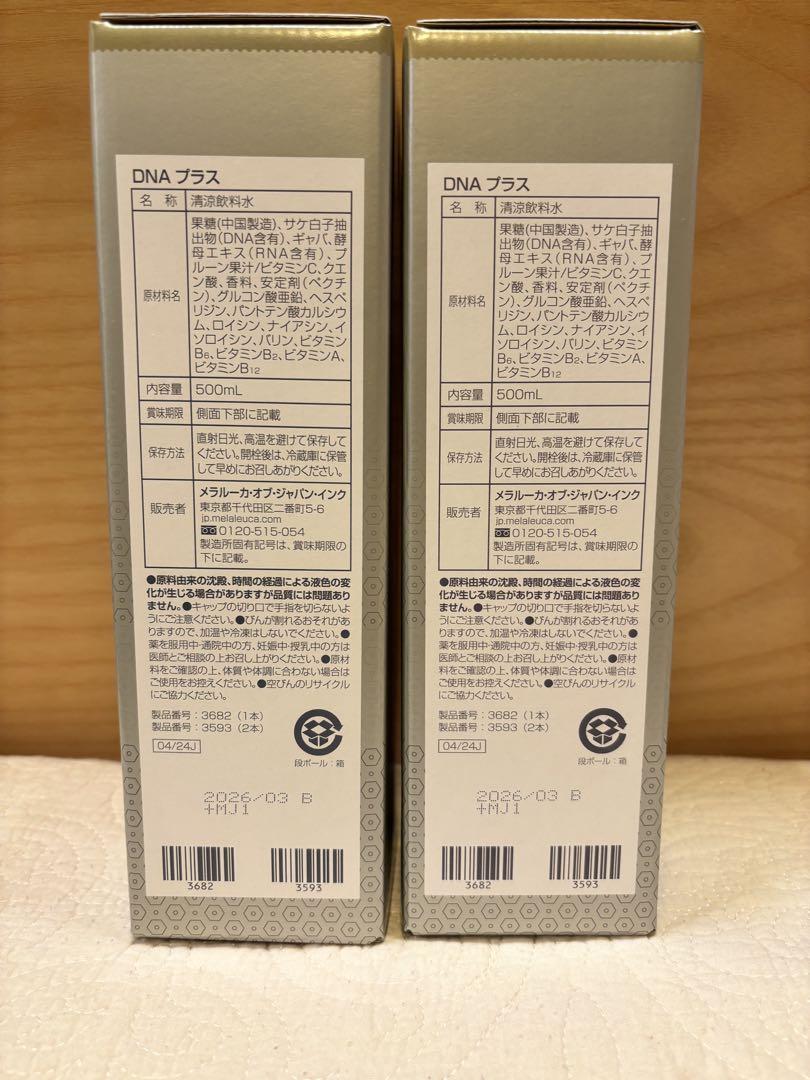 DNA プラス
名 称 清涼飲料水
原材料名
果糖(中国製造)、サケ白子抽
出物(DNA含有)、ギャバ、酵
母エキス(RNA含有)、プ
ルーン果汁/ビタミンC、クエ
ン酸、香料、安定剤(ペクチ
ン)、グルコン酸亜鉛、ヘスペ
リジン、パントテン酸カルシウ
ム、ロイシン、ナイアシン、イ
ソロイシン、バリン、ビタミン
B6、ビタミンB2、ビタミンA、
ビタミンB12
内容量 500mL
賞味期限 側面下部に記載
保存方法
直射日光、高温を避けて保存して
ください。開栓後は、冷蔵庫に保管
して早めにお召しあがりください。
販売者
メラルーカ・オブ・ジャパン・インク
東京都千代田区二番町5-6
jp.melaleuca.com
0120-515-054
製造所固有記号は、賞味期限の
下に記載。
●原料由来の沈殿、時間の経過による液色の変
化が生じる場合がありますが品質には問題あり
ません。●キャップの切り口で手指を切らないよ
うにご注意ください。●びんが割れるおそれがあ
りますので、加温や冷凍はしないでください。●
薬を服用中・通院中の方、妊娠中・授乳中の方は
医師とご相談の上お召し上がりください。●原材
料をご確認の上、体質や体調に合わない場合は
ご使用をお控えください。●空びんのリサイクル
にご協力ください。
製品番号:3682(1本)
製品番号:3593(2本)
04/24J
段ボール:箱
2026/03 B
+MJ1
3682
3593
DNA プラス
名 称 清涼飲料水
原材料名
果糖(中国製造)、サケ白子抽
出物(DNA含有)、ギャバ、酵
母エキス(RNA含有)、プ
ルーン果汁/ビタミンC、クエ
ン酸、香料、安定剤(ペクチ
ン)、グルコン酸亜鉛、ヘスペ
リジン、パントテン酸カルシウ
ム、ロイシン、ナイアシン、イ
ソロイシン、バリン、ビタミン
B6、ビタミンB2、ビタミンA、
ビタミンB12
内容量 500mL
賞味期限 側面下部に記載
保存方法
直射日光、高温を避けて保存して
ください。開栓後は、冷蔵庫に保管
して早めにお召しあがりください。
販売者
メラルーカ・オブ・ジャパン・インク
東京都千代田区二番町5-6
jp.melaleuca.com
0120-515-054
製造所固有記号は、賞味期限の
下に記載。
●原料由来の沈殿、時間の経過による液色の変
化が生じる場合がありますが品質には問題あり
ません。●キャップの切り口で手指を切らないよ
うにご注意ください。●びんが割れるおそれがあ
りますので、加温や冷凍はしないでください。●
薬を服用中・通院中の方、妊娠中・授乳中の方は
医師とご相談の上お召し上がりください。●原材
料をご確認の上、体質や体調に合わない場合は
ご使用をお控えください。●空びんのリサイクル
にご協力ください。
製品番号:3682(1本)
製品番号:3593(2本)
04/24J
段ボール:箱
2026/03 B
+MJ1
3682
3593